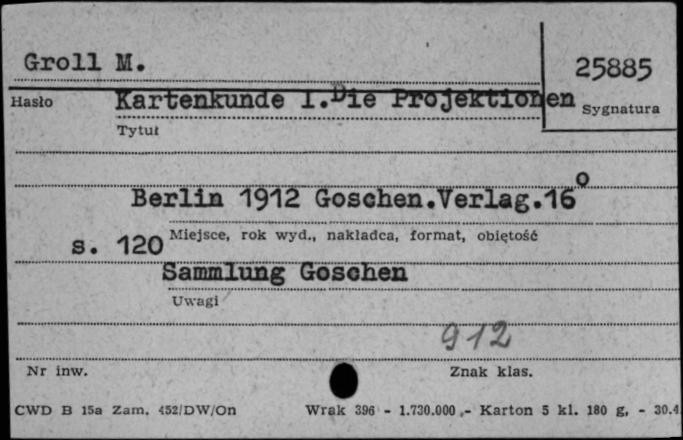 Groll M.
25885
Hasło
Kartenkunde I.Die Projektionen
Sygnatura
Tytuł
Berlin 1912 Goschen.Verlag.16°
s. 120
Miejsce, rok wyd., nakładca, format, objętość
Sammlung Goschen
Uwagi
912
Nr inw.
Znak klas.
CWD B 15a Zam. 452/DW/On Wrak 396 - 1.730.000 - Karton 5 kl. 180 g, - 30.4